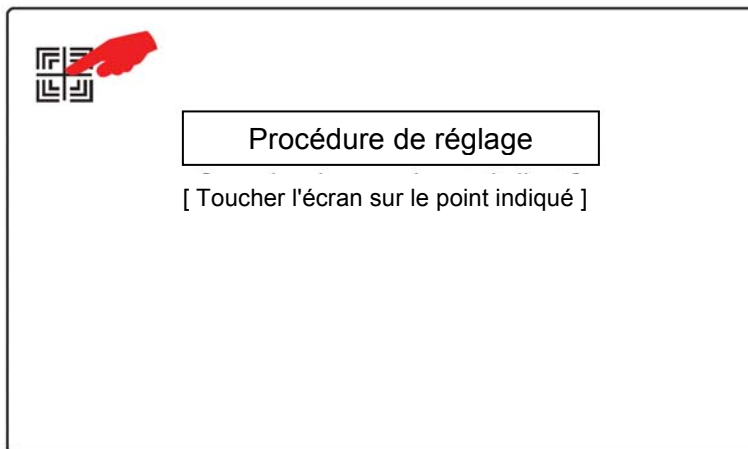 Procédure de réglage
[ Toucher l'écran sur le point indiqué ]